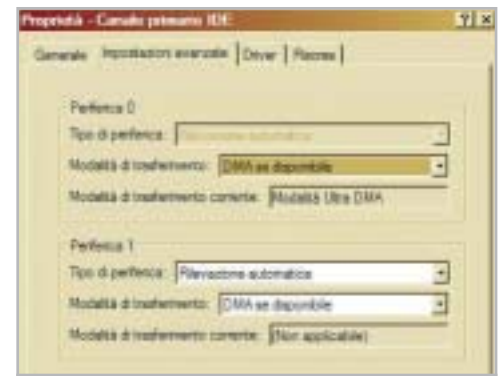 Proprietà - Canale primario IDE
Generale Impostazioni avanzate Driver Risorse
Periferica 0
Tipo di periferica: Rilevazione automatica
Modalità di trasferimento: DMA se disponibile
Modalità di trasferimento corrente: Modalità Ultra DMA
Periferica 1
Tipo di periferica: Rilevazione automatica
Modalità di trasferimento: DMA se disponibile
Modalità di trasferimento corrente: (Non applicabile)